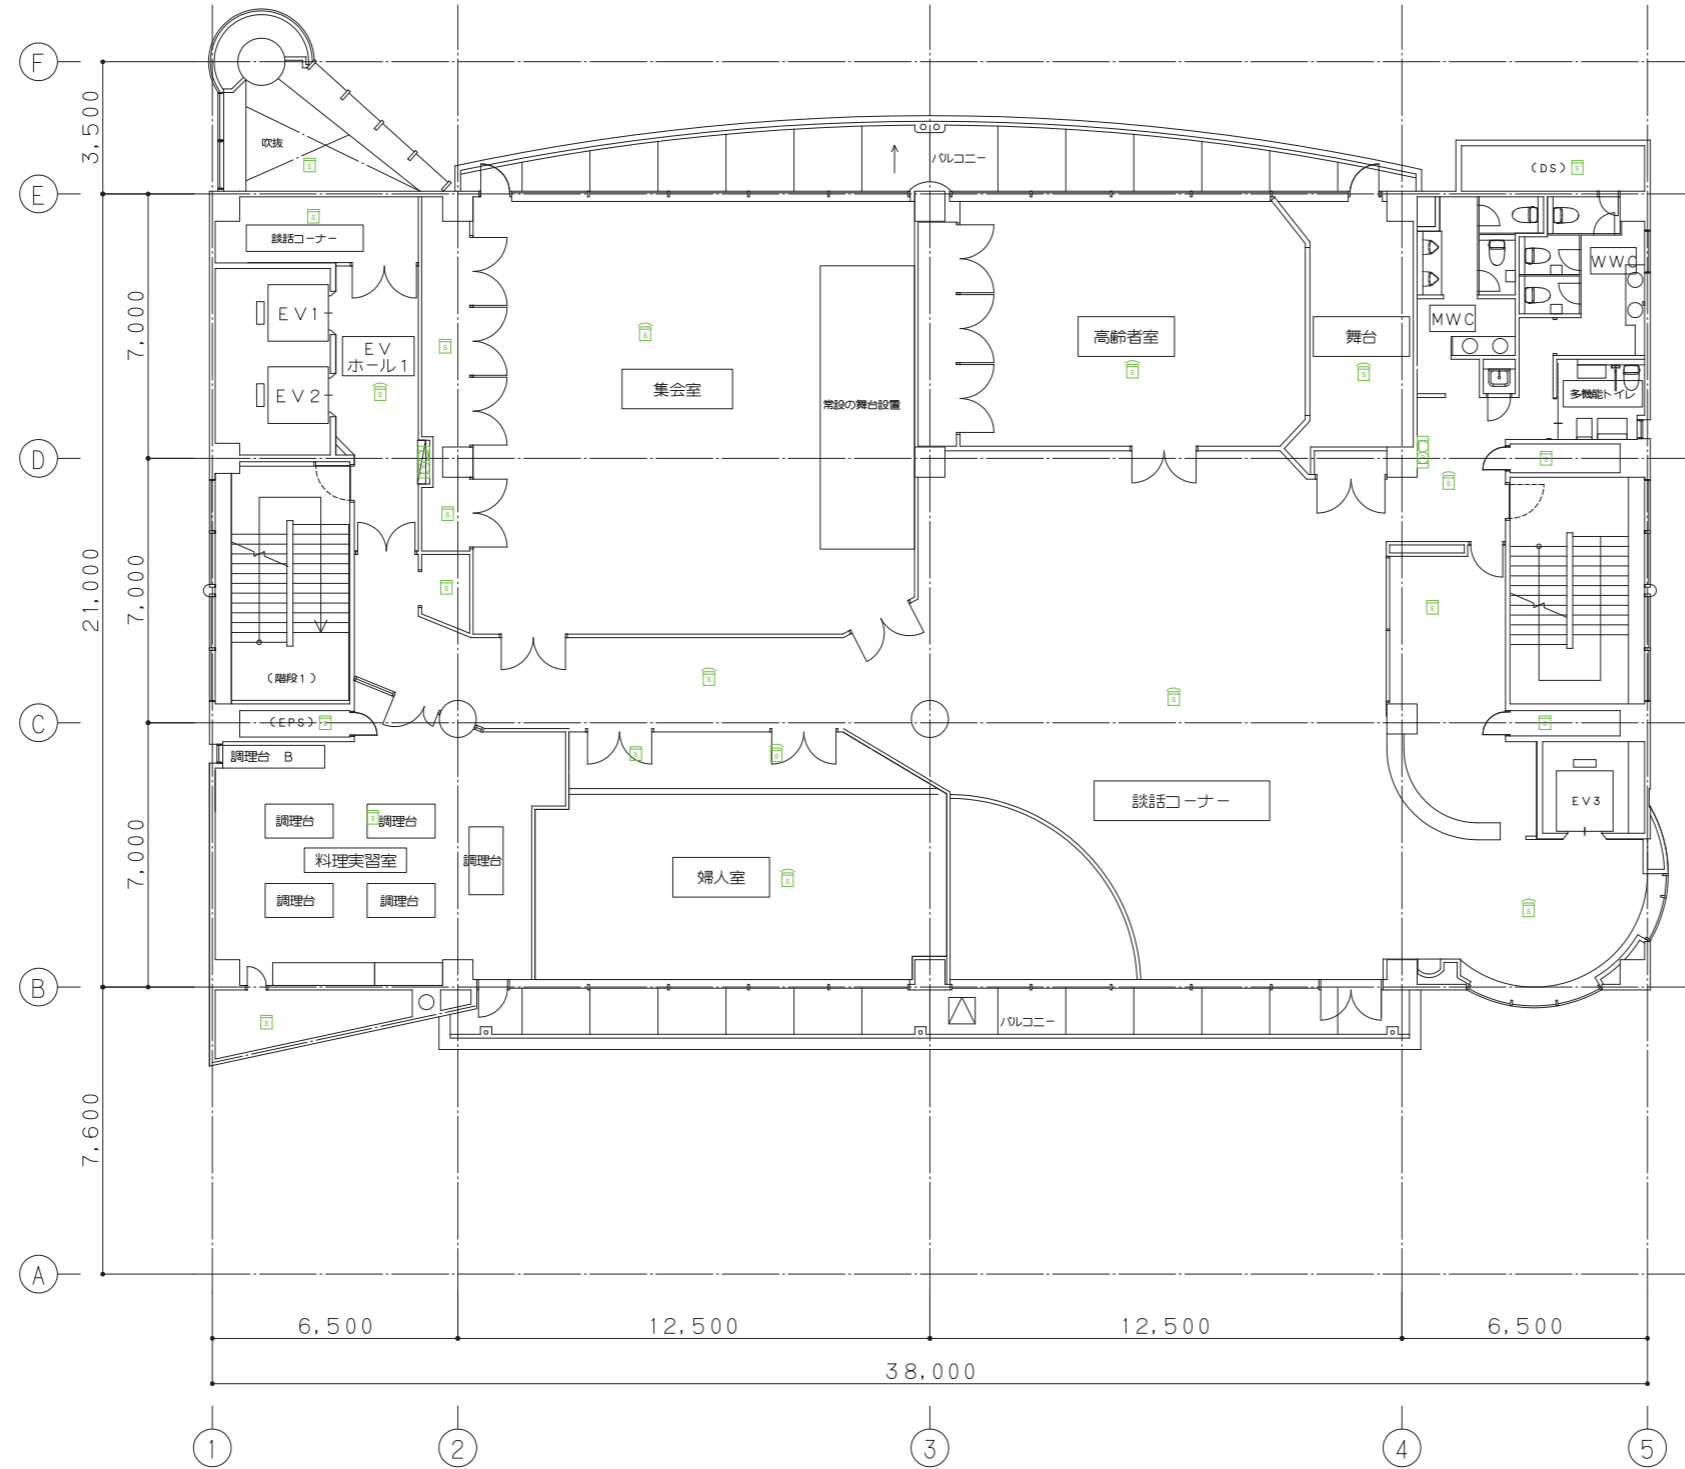 F
3,500
吹抜
S
バルコニー
(DS)
S
E
S
談話コーナー
WWC
EV1
MWC
7,000
EV
ホール1
S
S
高齢者室
舞台
EV2
S
集会室
S
S
常設の舞台設置
多機能トイレ
D
S
S
S
21,000
7,000
S
S
(階段1)
S
S
C
(EPS)
S
S
調理台 B
S
S
EV3
談話コーナー
調理台
S
調理台
7,000
料理実習室
調理台
婦人室
S
調理台
調理台
S
B
S
バルコニー
7,600
A
6,500
12,500
12,500
6,500
38,000
1
2
3
4
5